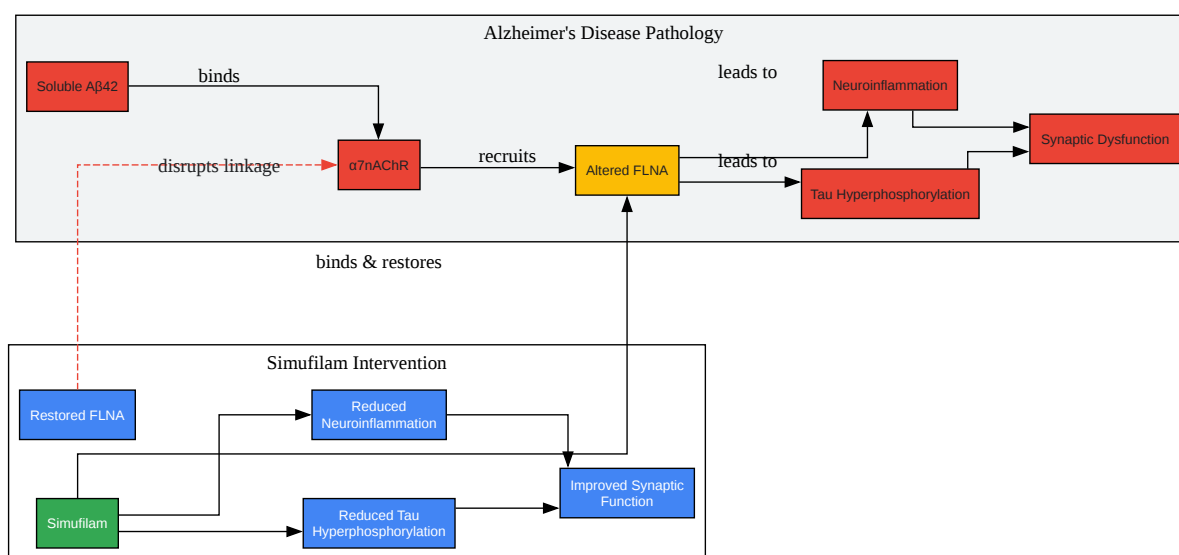 Alzheimer's Disease Pathology
Soluble Aβ42
binds
leads to
Neuroinflammation
Synaptic Dysfunction
disrupts linkage
α7nAChR
recruits
Altered FLNA
leads to
Tau Hyperphosphorylation
binds & restores
Simufilam Intervention
Restored FLNA
Reduced
Neuroinflammation
Improved Synaptic
Function
Simufilam
Reduced Tau
Hyperphosphorylation